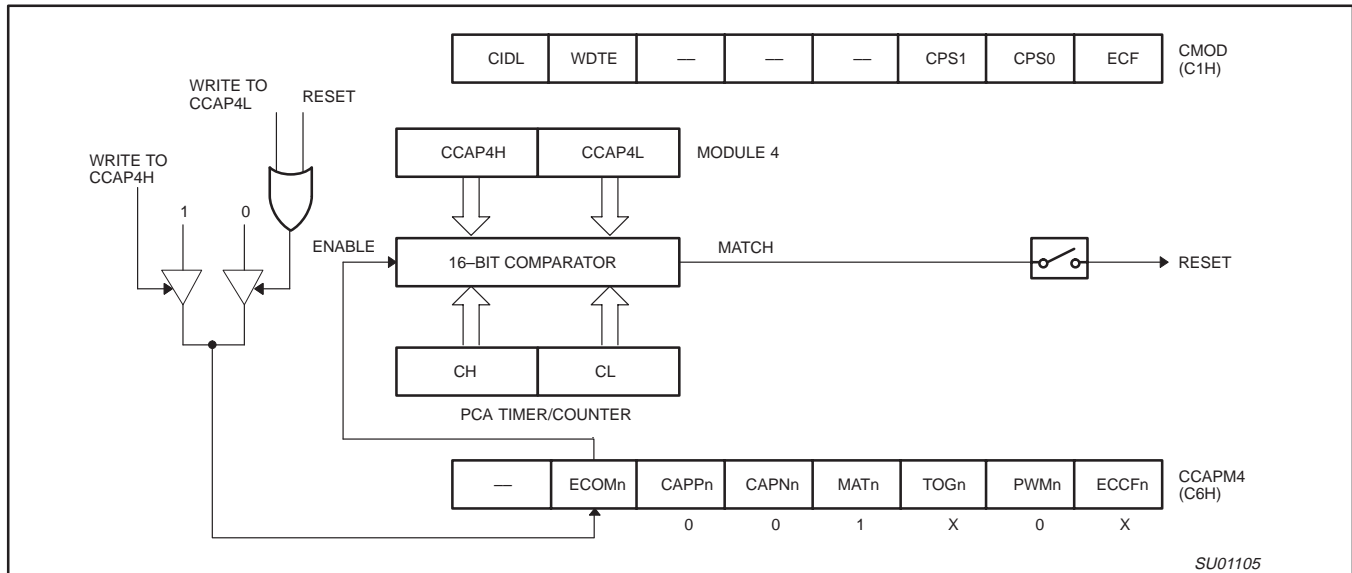 CIDL WDTE — — — CPS1 CPS0 ECF
CMOD
(C1H)
WRITE TO
CCAP4L
RESET
WRITE TO
CCAP4H
CCAP4H CCAP4L MODULE 4
1 0
ENABLE
16–BIT COMPARATOR
MATCH
RESET
CH CL
PCA TIMER/COUNTER
— ECOMn CAPPn CAPNn MATn TOGn PWMn ECCFn
CCAPM4
(C6H)
0 0 1 X 0 X
SU01105